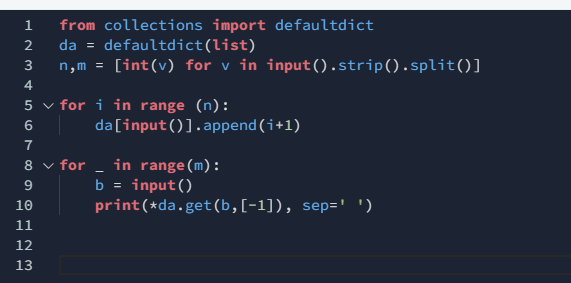 1 from collections import defaultdict
2 da = defaultdict(list)
3 n,m = [int(v) for v in input().strip().split()]
4
5 for i in range (n):
6 da[input()].append(i+1)
7
8 for _ in range(m):
9 b = input()
10 print(*da.get(b,[-1]), sep=' ')
11
12
13